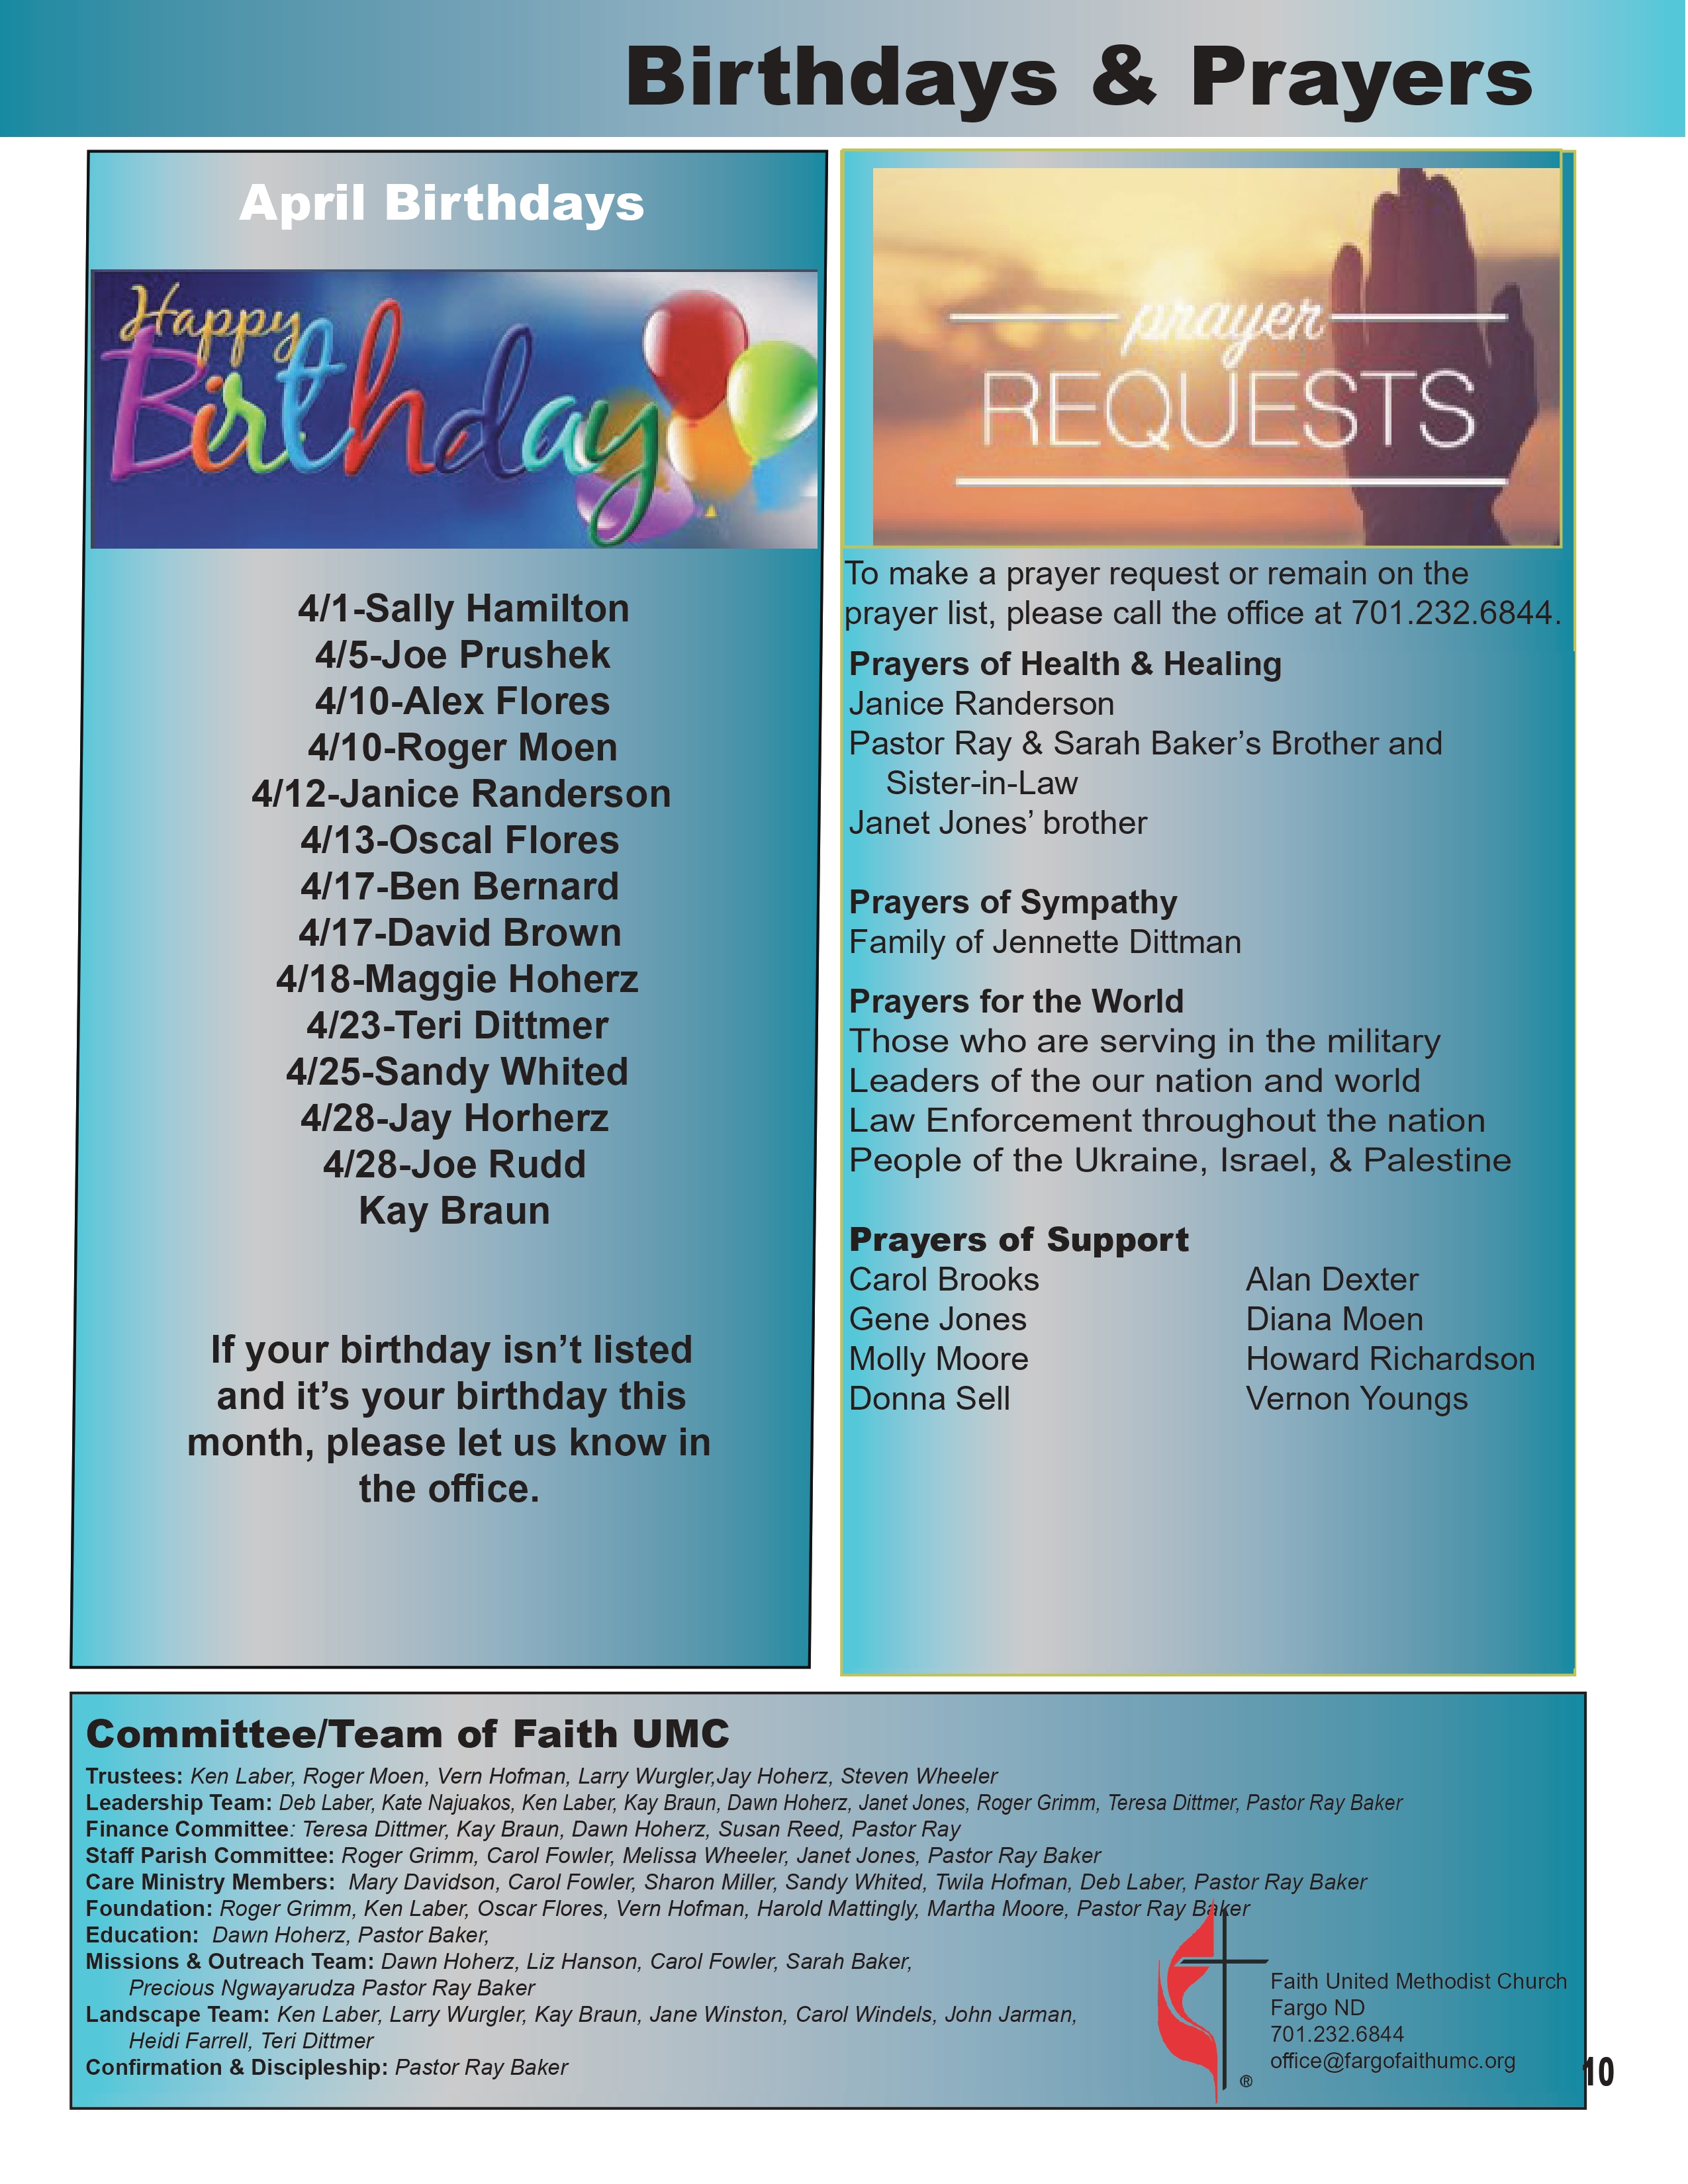 Birthdays & Prayers
April Birthdays
Happy
Birthday
4/1-Sally Hamilton
4/5-Joe Prushek
4/10-Alex Flores
4/10-Roger Moen
4/12-Janice Randerson
4/13-Oscal Flores
4/17-Ben Bernard
4/17-David Brown
4/18-Maggie Hoherz
4/23-Teri Dittmer
4/25-Sandy Whited
4/28-Jay Horherz
4/28-Joe Rudd
Kay Braun
If your birthday isn’t listed
and it’s your birthday this
month, please let us know in
the office.
prayer
REQUESTS
To make a prayer request or remain on the
prayer list, please call the office at 701.232.6844.
Prayers of Health & Healing
Janice Randerson
Pastor Ray & Sarah Baker’s Brother and
Sister-in-Law
Janet Jones’ brother
Prayers of Sympathy
Family of Jennette Dittman
Prayers for the World
Those who are serving in the military
Leaders of the our nation and world
Law Enforcement throughout the nation
People of the Ukraine, Israel, & Palestine
Prayers of Support
Carol Brooks Alan Dexter
Gene Jones Diana Moen
Molly Moore Howard Richardson
Donna Sell Vernon Youngs
Committee/Team of Faith UMC
Trustees: Ken Laber, Roger Moen, Vern Hofman, Larry Wurgler,Jay Hoherz, Steven Wheeler
Leadership Team: Deb Laber, Kate Najuakos, Ken Laber, Kay Braun, Dawn Hoherz, Janet Jones, Roger Grimm, Teresa Dittmer, Pastor Ray Baker
Finance Committee: Teresa Dittmer, Kay Braun, Dawn Hoherz, Susan Reed, Pastor Ray
Staff Parish Committee: Roger Grimm, Carol Fowler, Melissa Wheeler, Janet Jones, Pastor Ray Baker
Care Ministry Members: Mary Davidson, Carol Fowler, Sharon Miller, Sandy Whited, Twila Hofman, Deb Laber, Pastor Ray Baker
Foundation: Roger Grimm, Ken Laber, Oscar Flores, Vern Hofman, Harold Mattingly, Martha Moore, Pastor Ray Baker
Education: Dawn Hoherz, Pastor Baker,
Missions & Outreach Team: Dawn Hoherz, Liz Hanson, Carol Fowler, Sarah Baker,
Precious Ngwayarudza Pastor Ray Baker
Landscape Team: Ken Laber, Larry Wurgler, Kay Braun, Jane Winston, Carol Windels, John Jarman,
Heidi Farrell, Teri Dittmer
Confirmation & Discipleship: Pastor Ray Baker
®
Faith United Methodist Church
Fargo ND
701.232.6844
office@fargofaithumc.org
10